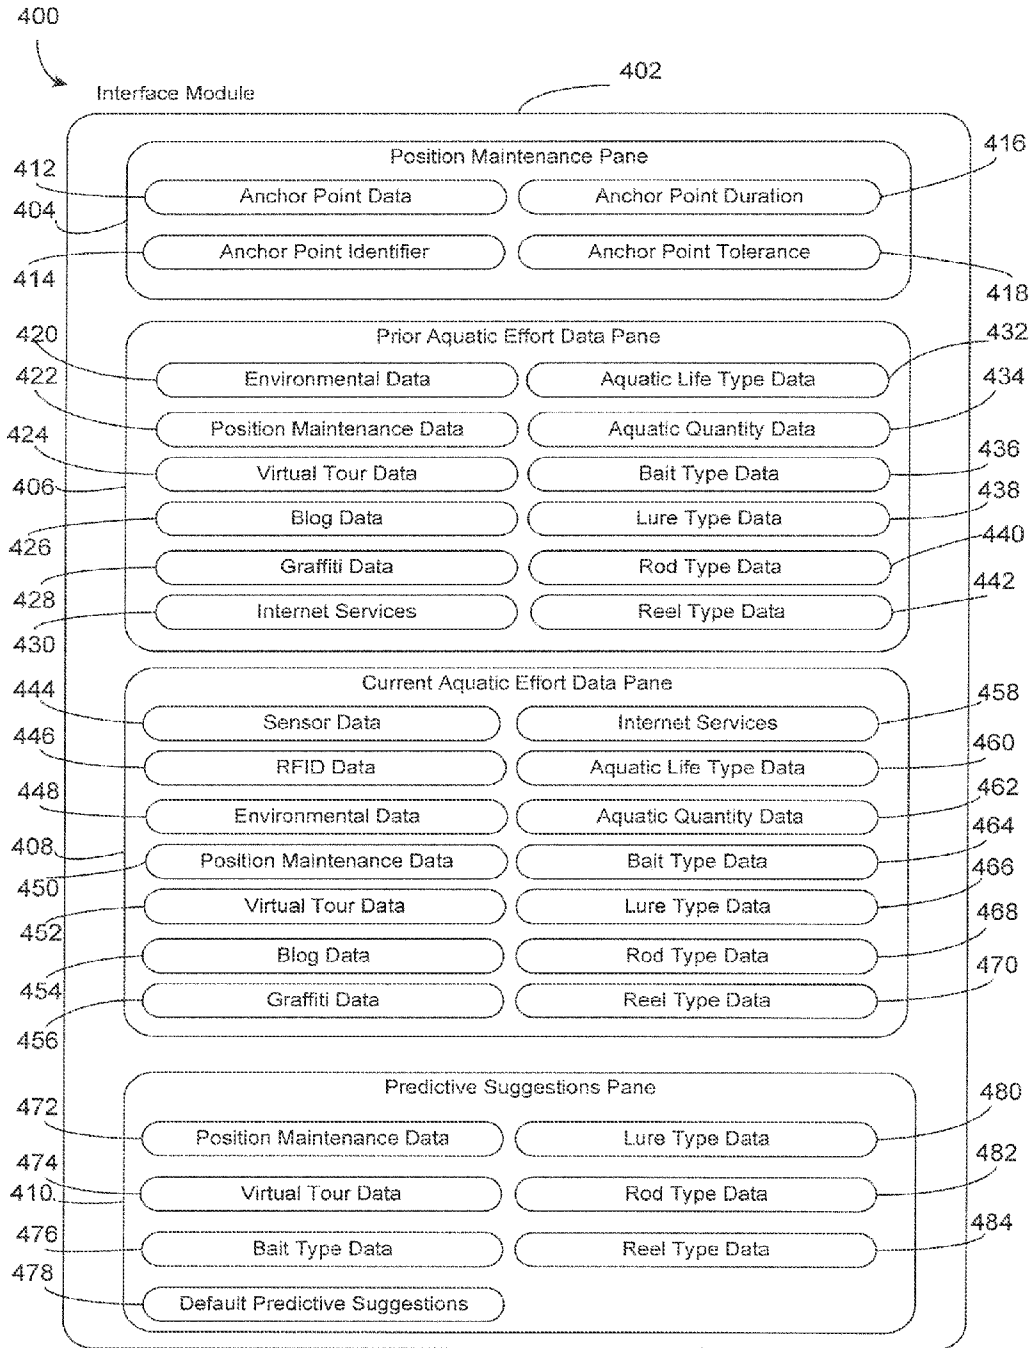 400
402
Interface Module
Position Maintenance Pane
412
416
Anchor Point Data
Anchor Point Duration
404
Anchor Point Identifier
Anchor Point Tolerance
414
418
420
Prior Aquatic Effort Data Pane
432
422
Environmental Data
Aquatic Life Type Data
434
424
Position Maintenance Data
Aquatic Quantity Data
436
406
Virtual Tour Data
Bait Type Data
438
426
Blog Data
Lure Type Data
440
428
Graffiti Data
Rod Type Data
442
430
Internet Services
Reel Type Data
444
Current Aquatic Effort Data Pane
458
446
Sensor Data
Internet Services
460
448
RFID Data
Aquatic Life Type Data
462
408
Environmental Data
Aquatic Quantity Data
464
450
Position Maintenance Data
Bait Type Data
466
452
Virtual Tour Data
Lure Type Data
468
454
Blog Data
Rod Type Data
470
456
Graffiti Data
Reel Type Data
Predictive Suggestions Pane
472
480
Position Maintenance Data
Lure Type Data
474
482
410
Virtual Tour Data
Rod Type Data
476
484
Bait Type Data
Reel Type Data
478
Default Predictive Suggestions